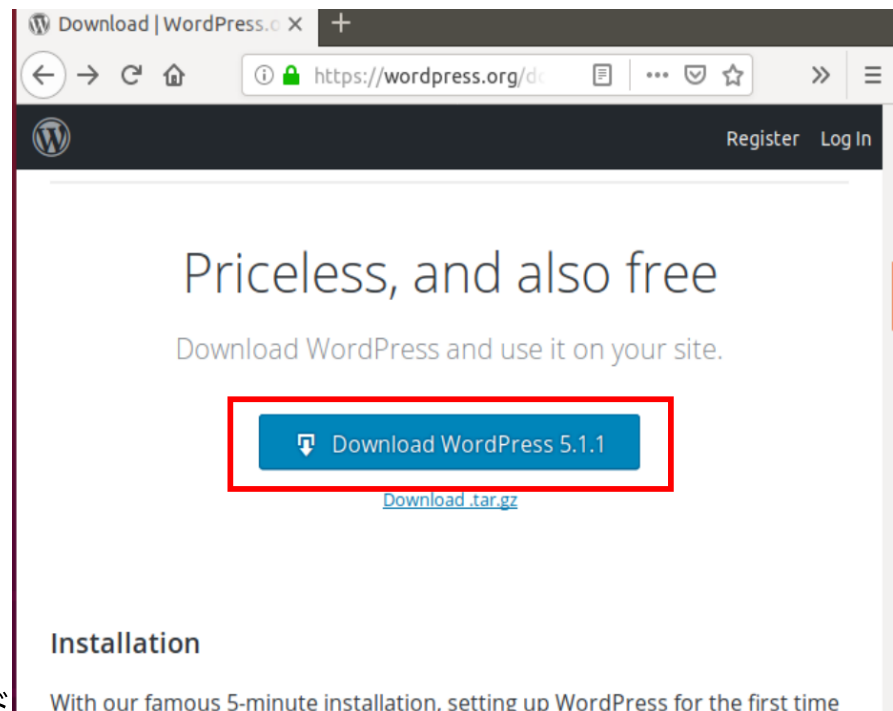 Download | WordPress.o
https://wordpress.org/do
Register Log In
Priceless, and also free
Download WordPress and use it on your site.
Download WordPress 5.1.1
Download .tar.gz
Installation
ド
With our famous 5-minute installation, setting up WordPress for the first time